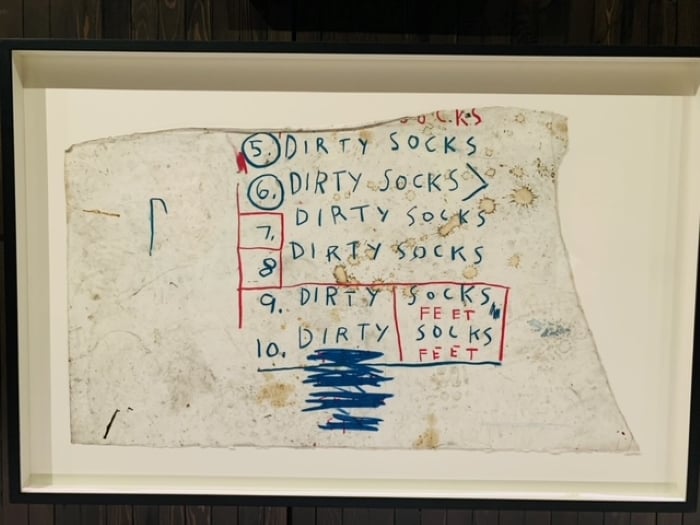 SOCKS
5. DIRTY SOCKS
6. DIRTY SOCKS>
7. DIRTY SOCKS
8 DIRTY SOCKS
9. DIRTY SOCKS
FEET
10. DIRTY SOCKS
FEET